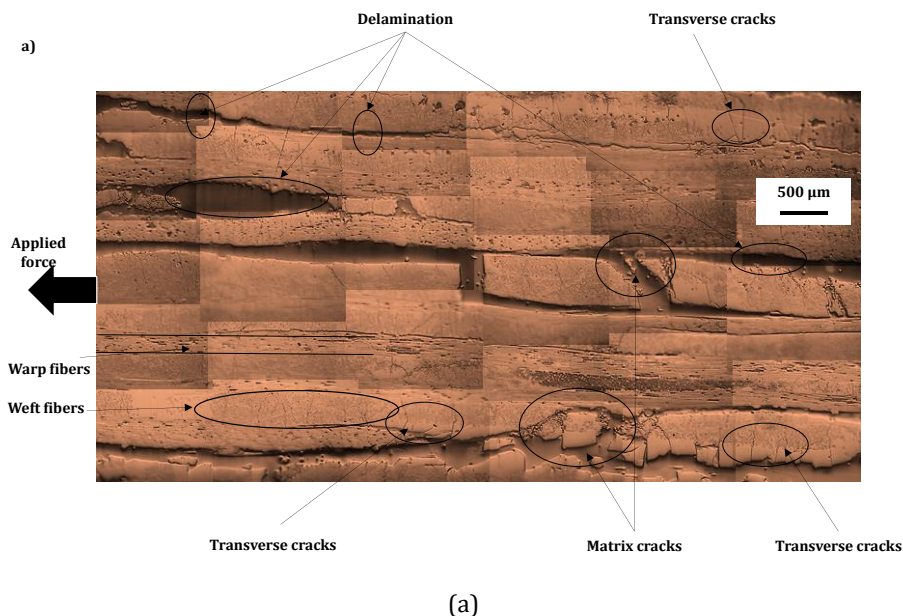 Delamination
Transverse cracks
a)
500 µm
Applied
force
Warp fibers
Weft fibers
Transverse cracks
Matrix cracks
Transverse cracks
(a)